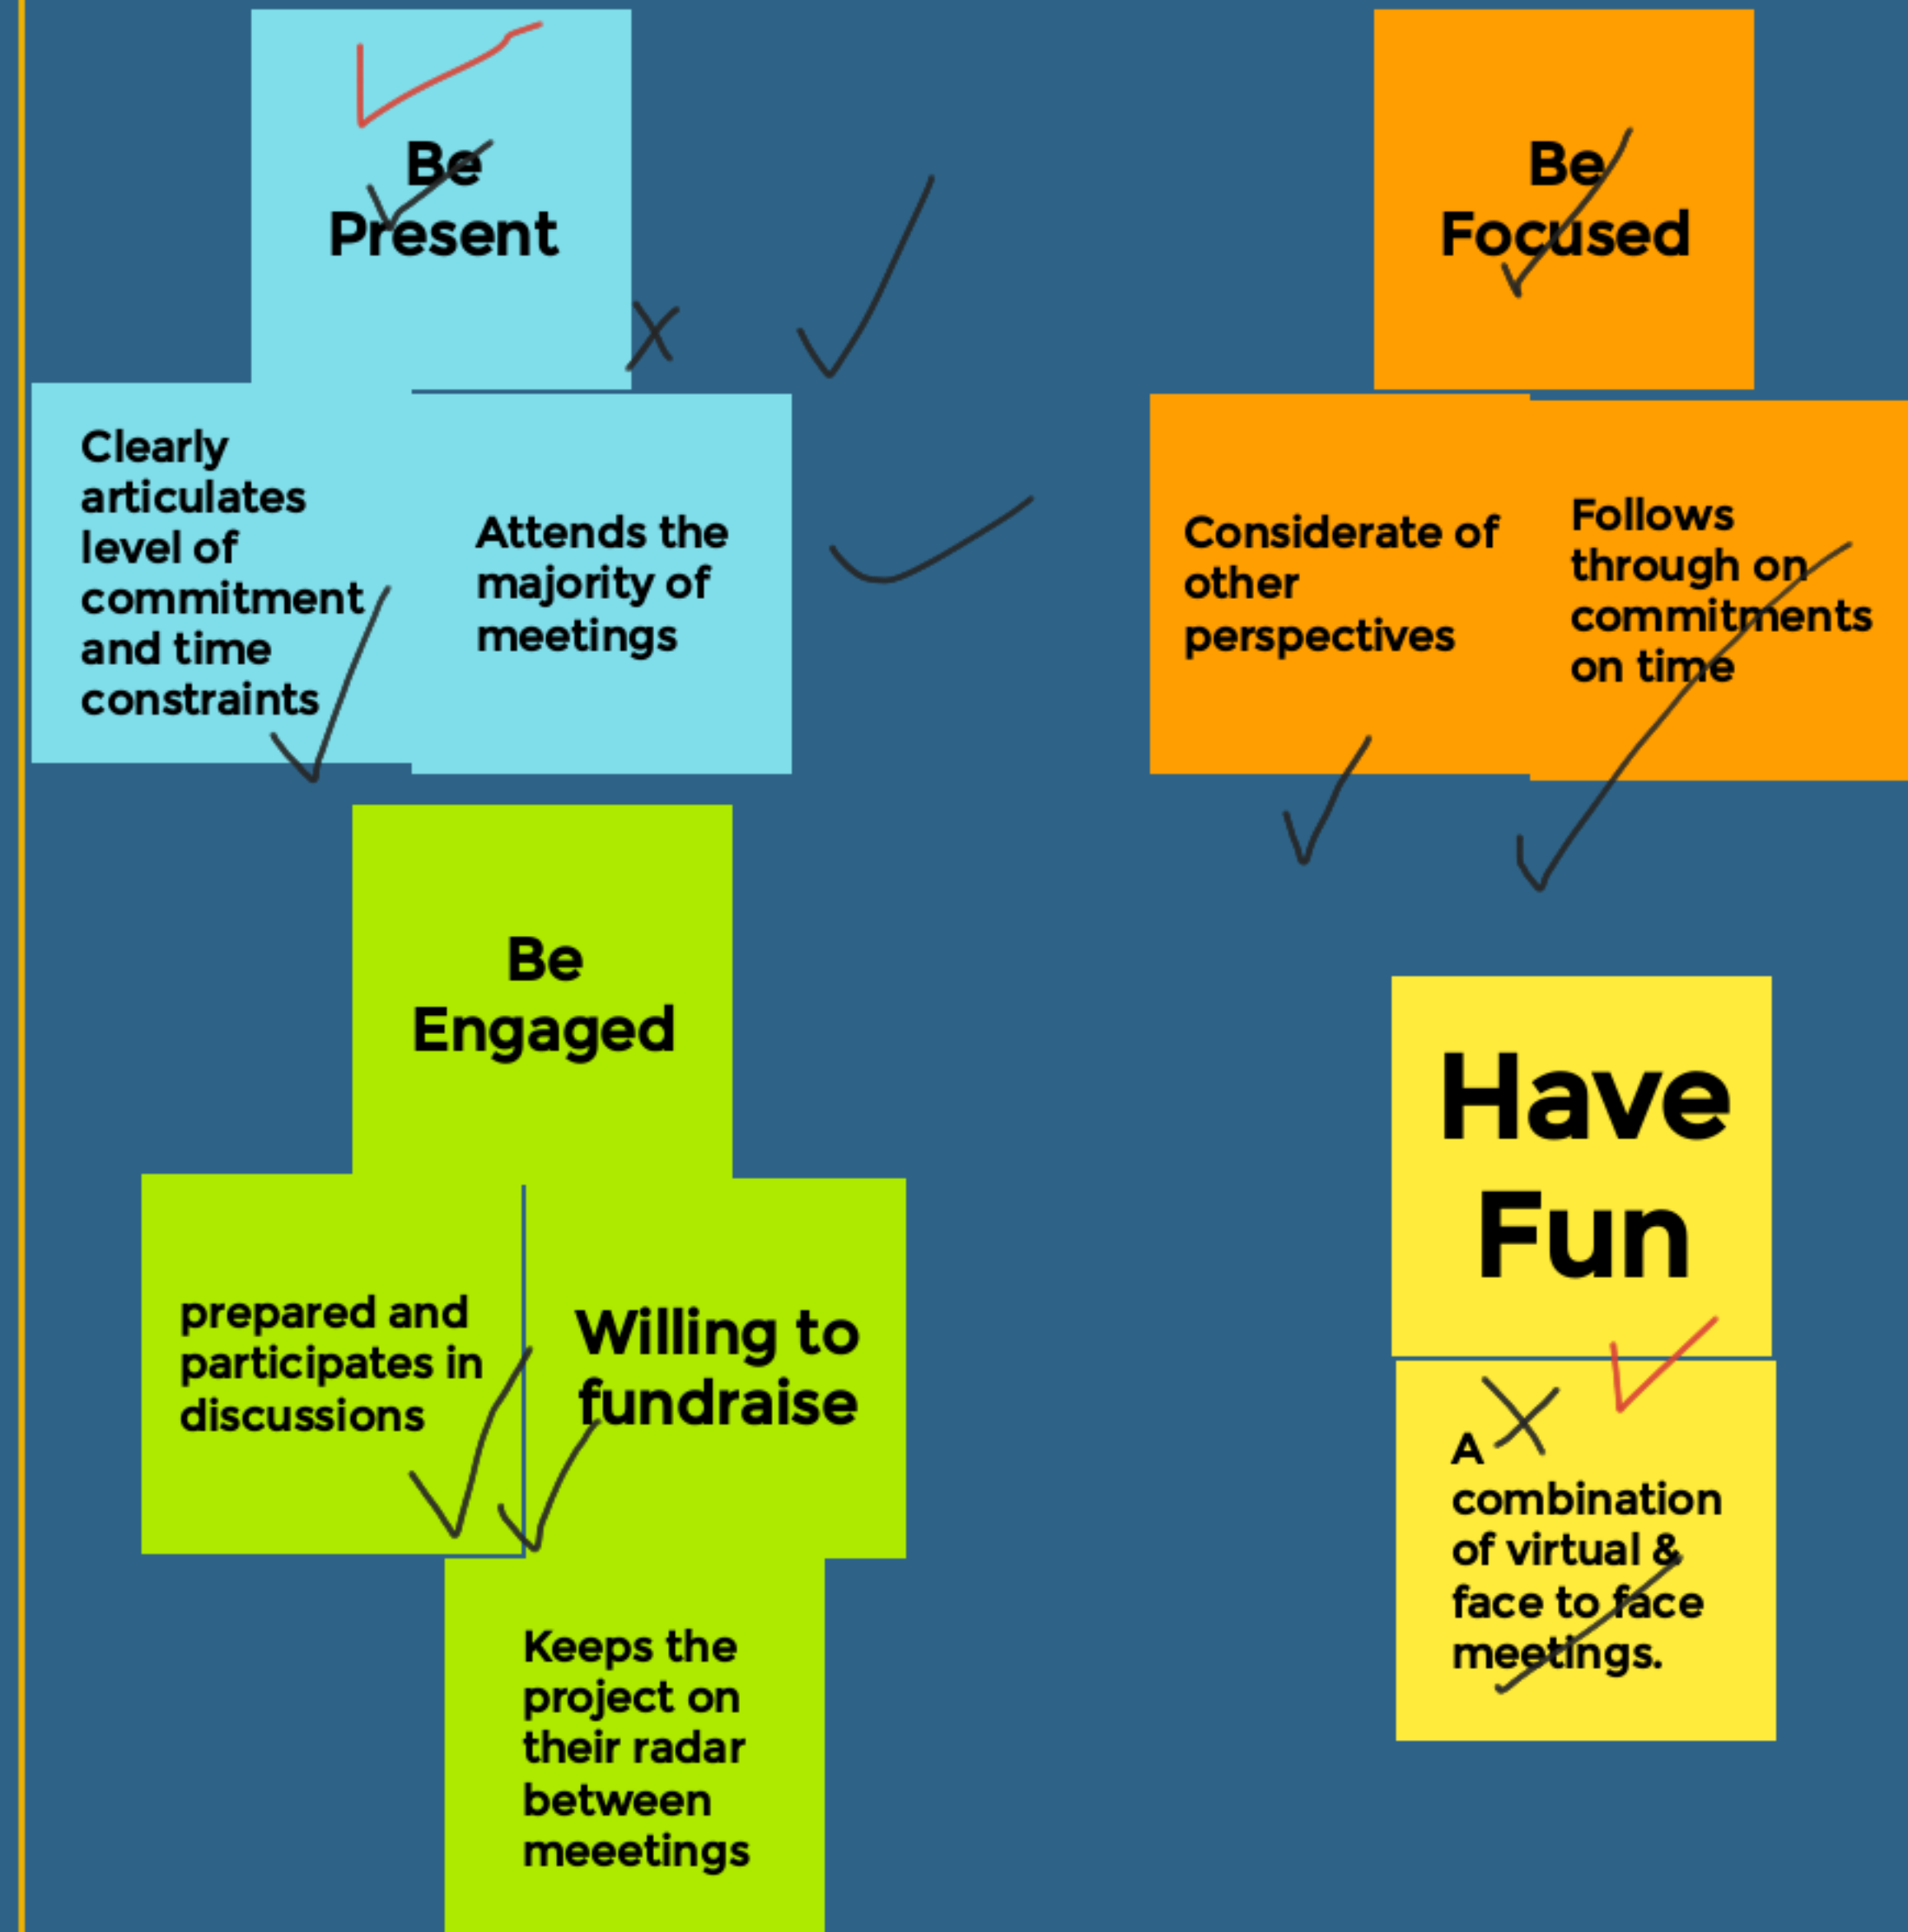 Be
Present
Clearly
articulates
level of
commitment
and time
constraints
Attends the
majority of
meetings
Be
Focused
Considerate of
other
perspectives
Follows
through on
commitments
on time
Be
Engaged
prepared and
participates in
discussions
Willing to
fundraise
Keeps the
project on
their radar
between
meeetings
Have
Fun
A
combination
of virtual &
face to face
meetings.